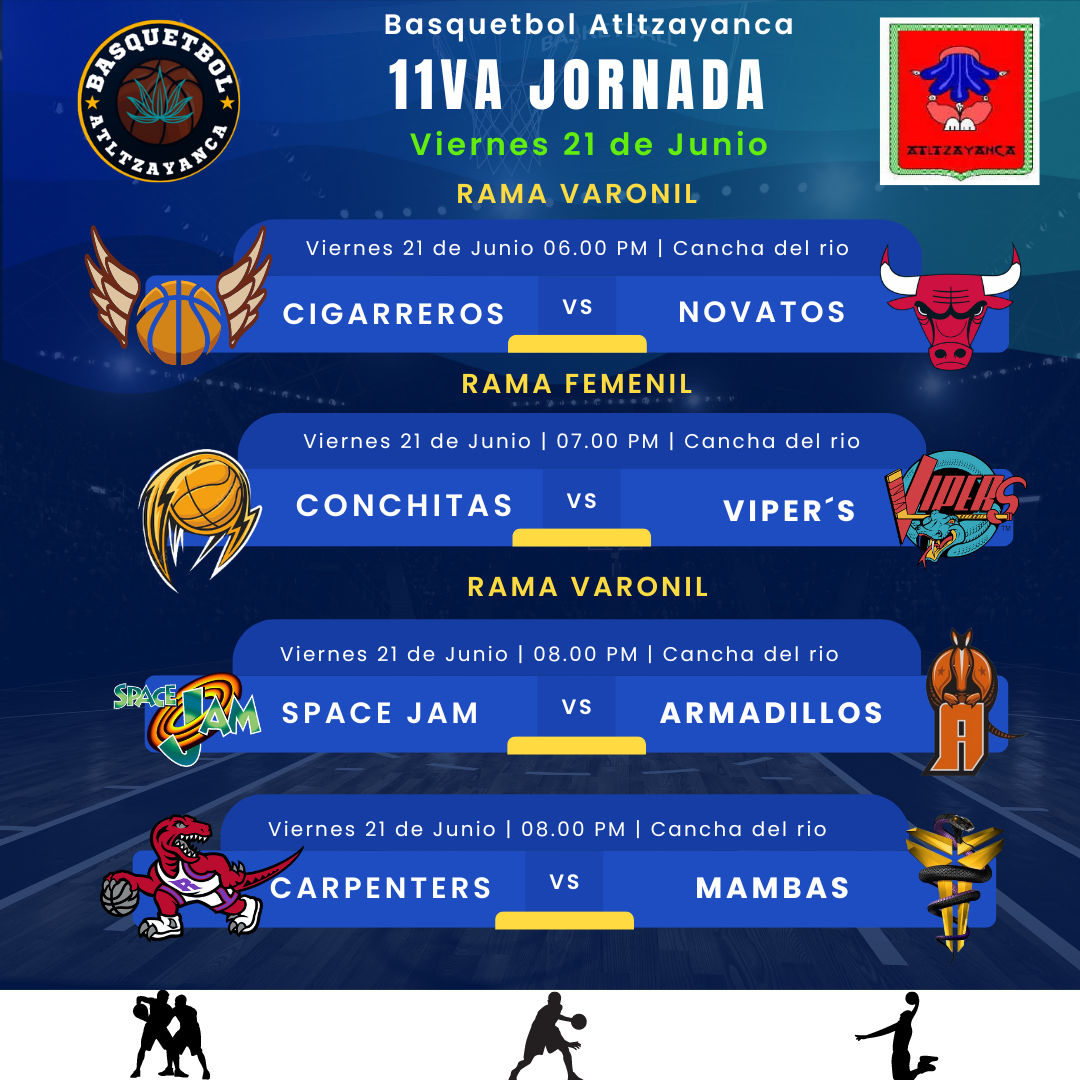 Basquetbol Atltzayanca
11VA JORNADA
Viernes 21 de Junio
BASQUETBOL
ATLTZAYANCA
ATLTZAYANCA
RAMA VARONIL
Viernes 21 de Junio 06.00 PM | Cancha del rio
CIGARREROS VS NOVATOS
RAMA FEMENIL
Viernes 21 de Junio | 07.00 PM | Cancha del rio
CONCHITAS VS VIPER´S
VIPERS
TM
RAMA VARONIL
Viernes 21 de Junio | 08.00 PM | Cancha del rio
SPACE JAM
SPACE JAM VS ARMADILLOS
A
Viernes 21 de Junio | 08.00 PM | Cancha del rio
CARPENTERS VS MAMBAS
R